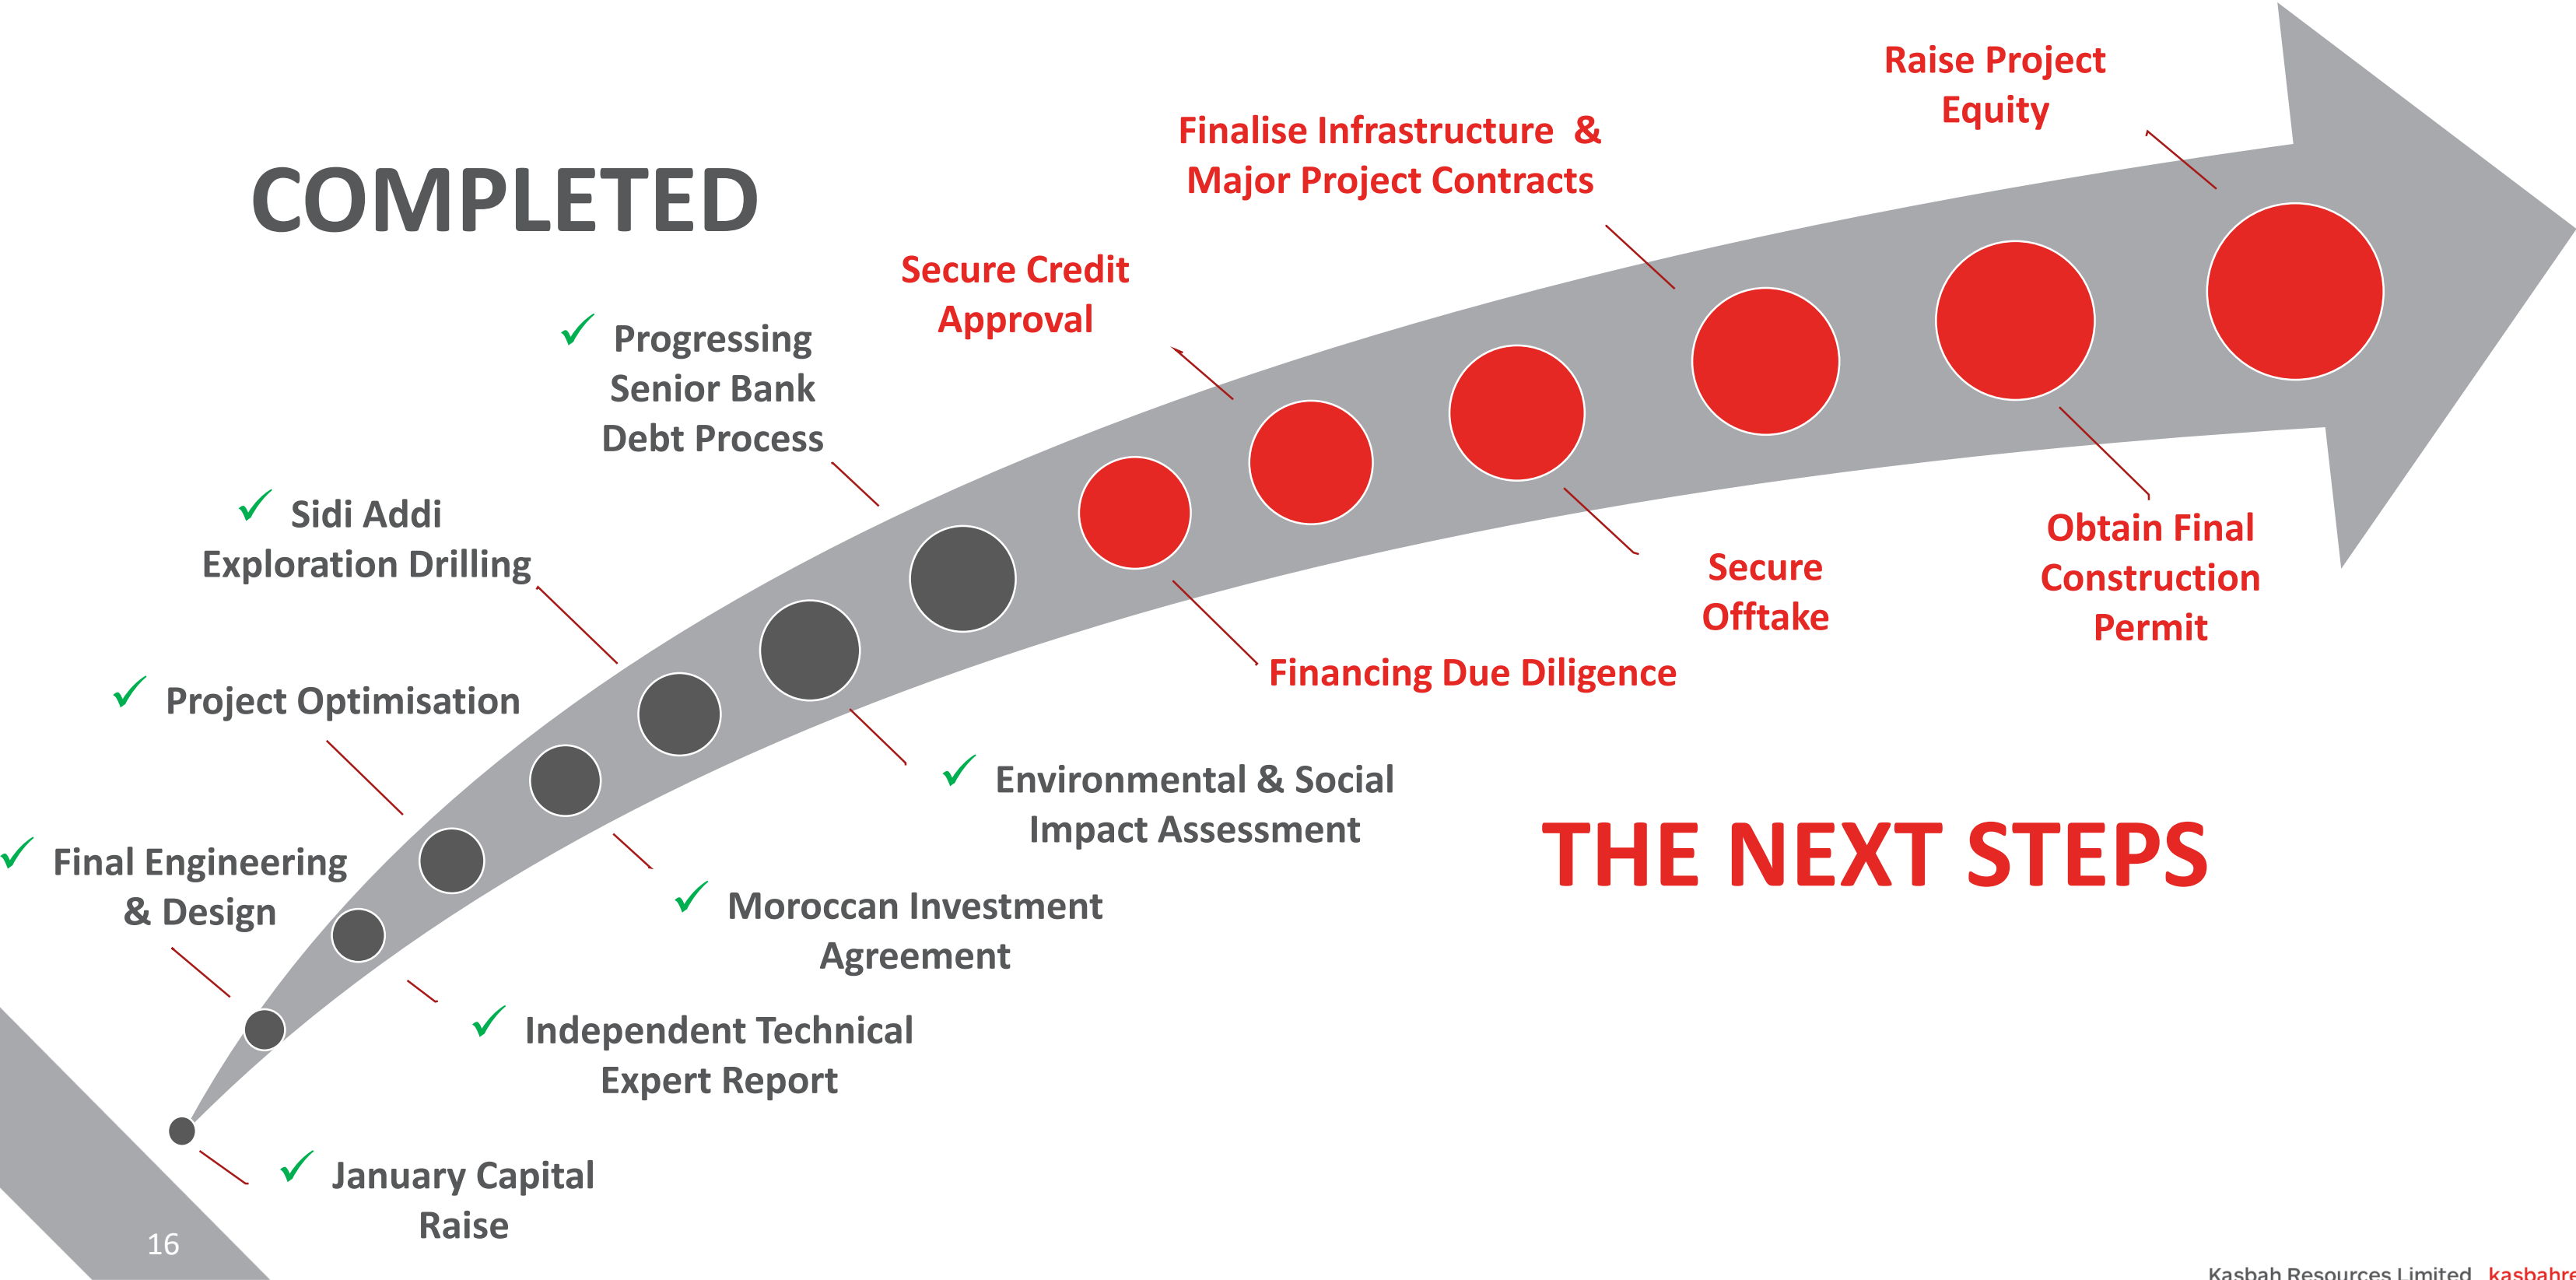 COMPLETED
Raise Project
Equity
Finalise Infrastructure &
Major Project Contracts
Secure Credit
Approval
✓ Progressing
Senior Bank
Debt Process
✓ Sidi Addi
Exploration Drilling
✓ Project Optimisation
✓ Final Engineering
& Design
Obtain Final
Construction
Permit
Secure
Offtake
Financing Due Diligence
✓ Environmental & Social
Impact Assessment
THE NEXT STEPS
✓ Moroccan Investment
Agreement
✓ Independent Technical
Expert Report
✓ January Capital
Raise
16
Kasbah Resources Limited kasbahre